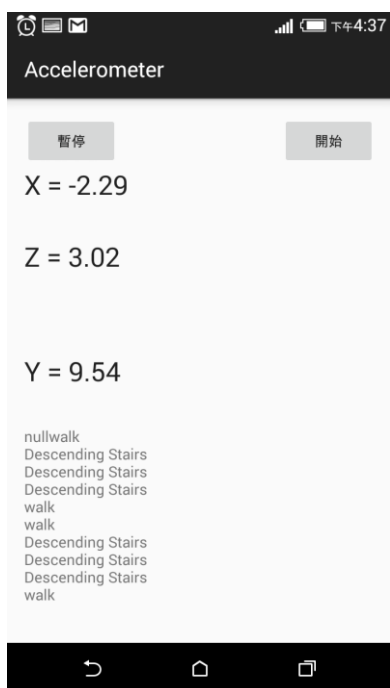 下午4:37
Accelerometer
暫停 開始
X = -2.29
Z = 3.02
Y = 9.54
nullwalk
Descending Stairs
Descending Stairs
Descending Stairs
walk
walk
Descending Stairs
Descending Stairs
Descending Stairs
walk